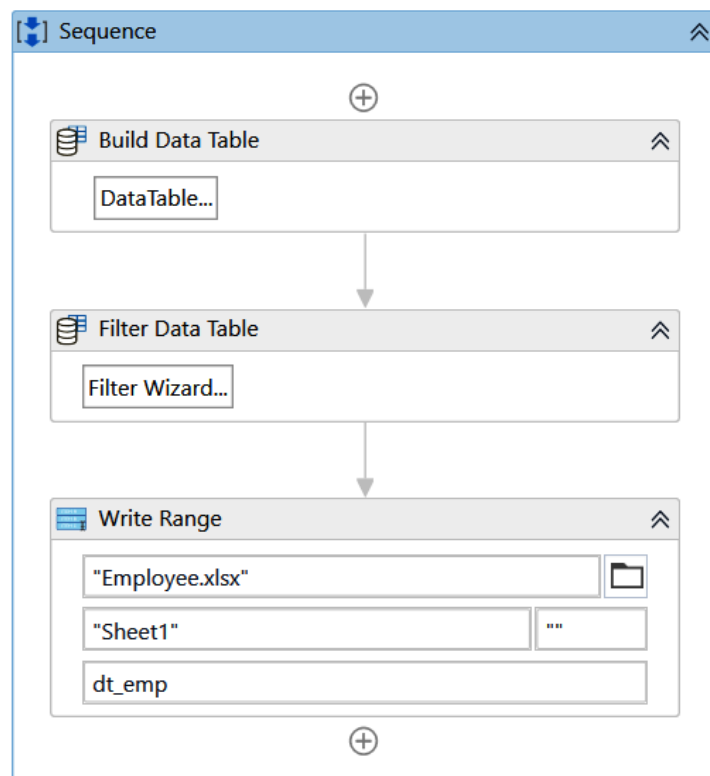 Sequence
Build Data Table
DataTable...
Filter Data Table
Filter Wizard...
Write Range
"Employee.xlsx"
"Sheet1" ""
dt_emp